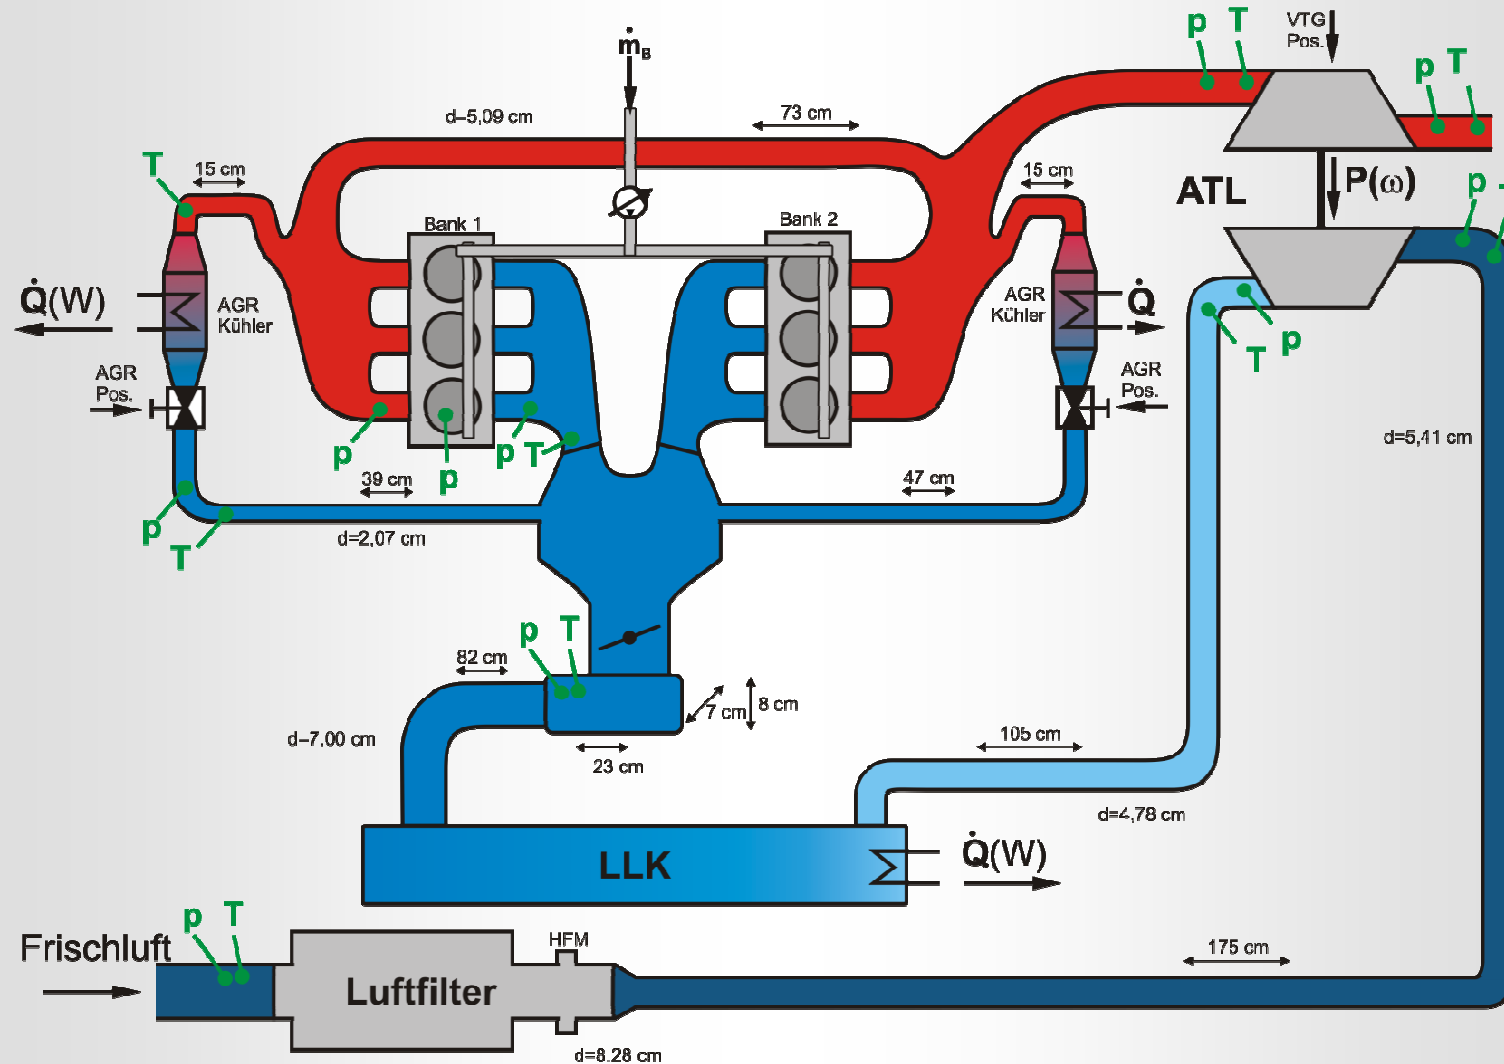 p T
VTG
Pos.
ṁB
p T
d=5,09 cm
73 cm
T
15 cm
15 cm
ATL
P(ω)
p
Bank 1
Bank 2
Q̇(W)
AGR
Kühler
AGR
Kühler
Q̇
T
p
AGR
Pos.
AGR
Pos.
p
p
p
T
d=5,41 cm
39 cm
47 cm
p
T
d=2,07 cm
p T
82 cm
7 cm
8 cm
d=7,00 cm
23 cm
105 cm
d=4,78 cm
LLK
Q̇(W)
p T
Frischluft
HFM
Luftfilter
175 cm
d=8,28 cm